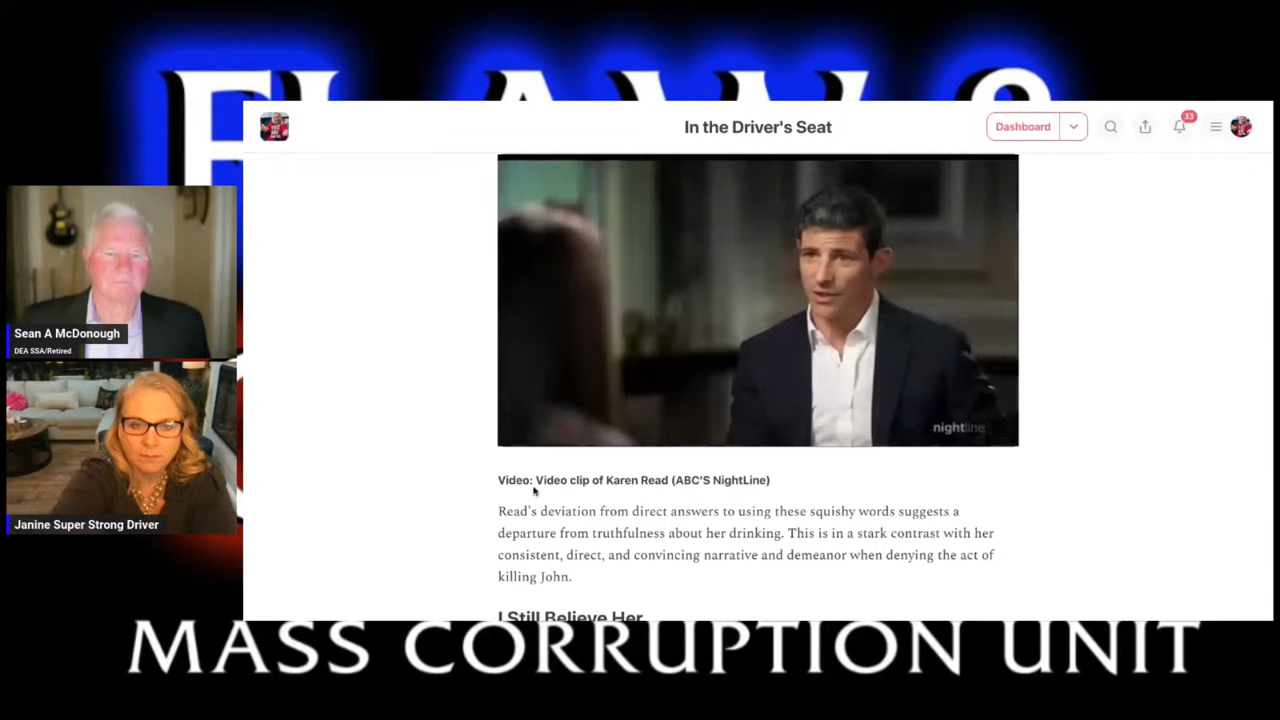 In the Driver's Seat
Dashboard
33
nightline
Video: Video clip of Karen Read (ABC'S NightLine)
Read's deviation from direct answers to using these squishy words suggests a
departure from truthfulness about her drinking. This is in a stark contrast with her
consistent, direct, and convincing narrative and demeanor when denying the act of
killing John.
I Still Believe Her
Sean A McDonough
DEA SSA/Retired
Janine Super Strong Driver
MASS CORRUPTION UNIT